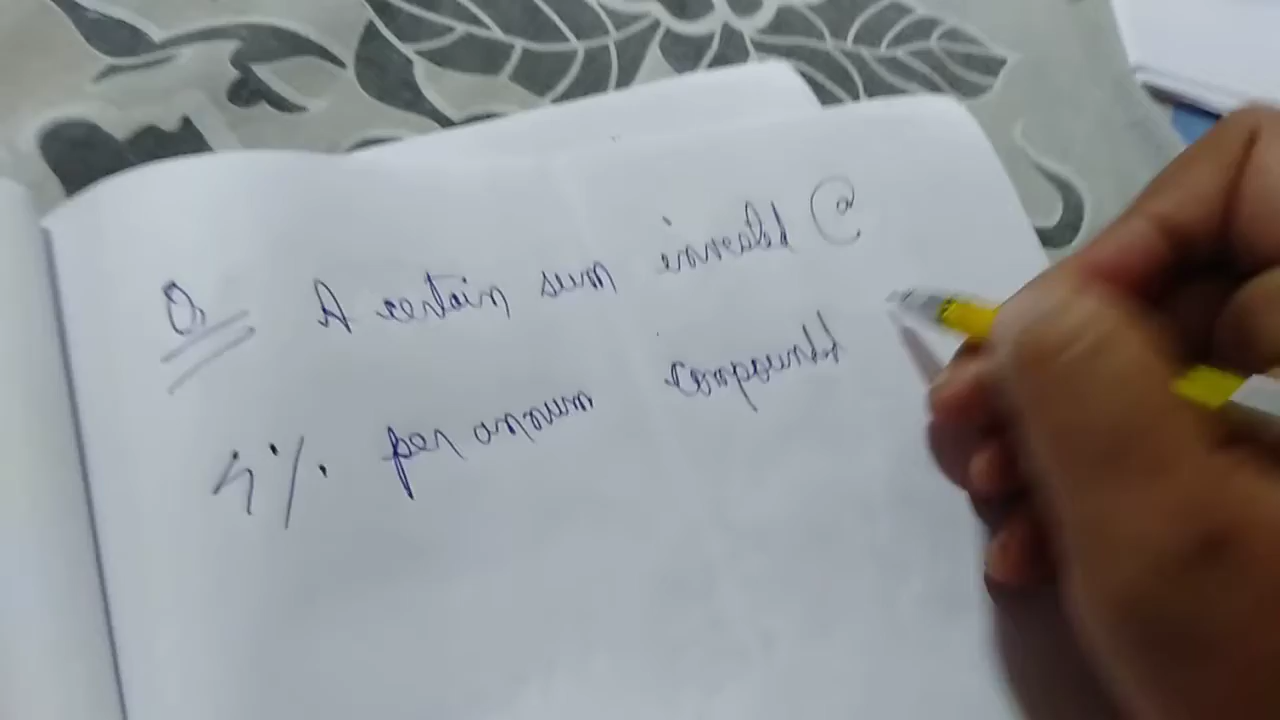 Q, A certain sum invested @
4% per annum compounded